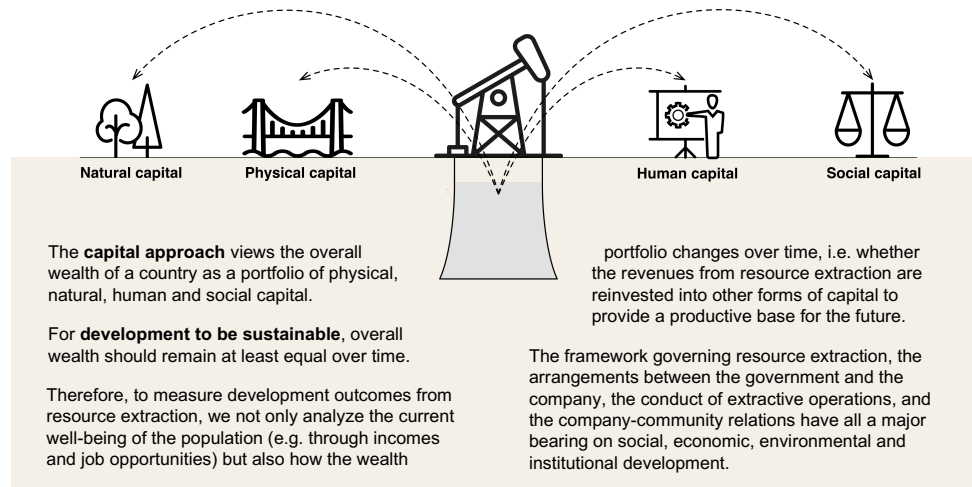 Natural capital
Physical capital
Human capital
Social capital
The capital approach views the overall
wealth of a country as a portfolio of physical,
natural, human and social capital.
For development to be sustainable, overall
wealth should remain at least equal over time.
Therefore, to measure development outcomes from
resource extraction, we not only analyze the current
well-being of the population (e.g. through incomes
and job opportunities) but also how the wealth
portfolio changes over time, i.e. whether
the revenues from resource extraction are
reinvested into other forms of capital to
provide a productive base for the future.
The framework governing resource extraction, the
arrangements between the government and the
company, the conduct of extractive operations, and
the company-community relations have all a major
bearing on social, economic, environmental and
institutional development.